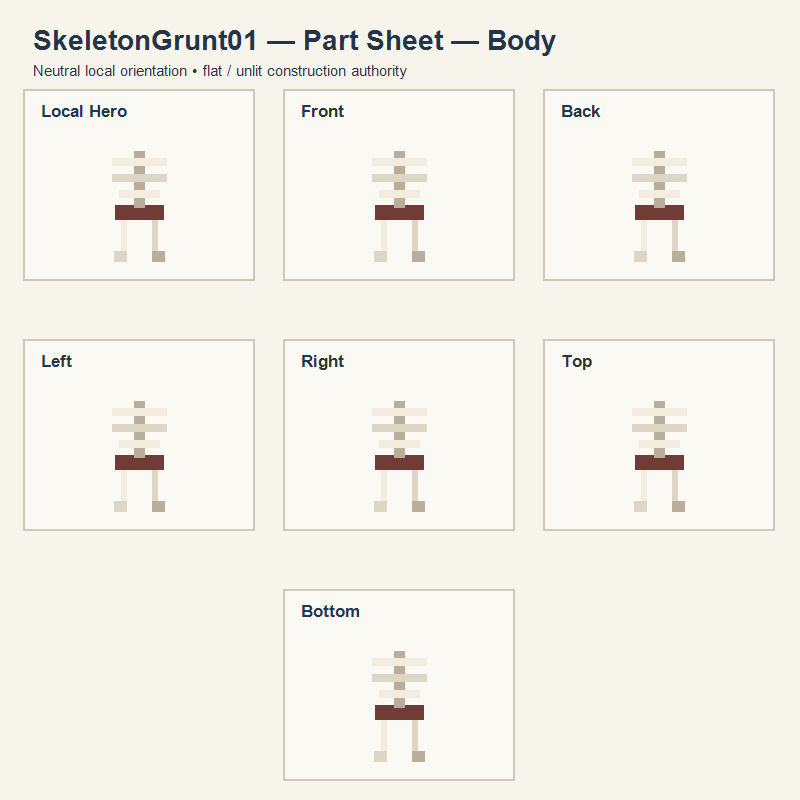 SkeletonGrunt01 — Part Sheet — Body
Neutral local orientation • flat / unlit construction authority
Local Hero
Front
Back
Left
Right
Top
Bottom